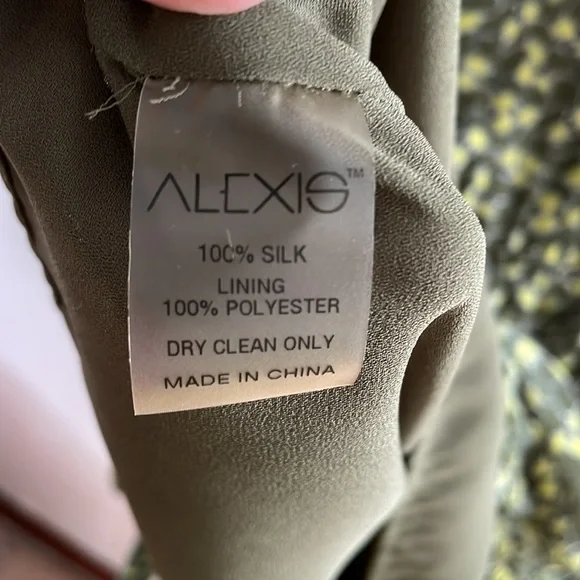 ALEXIS™
100% SILK
LINING
100% POLYESTER
DRY CLEAN ONLY
MADE IN CHINA